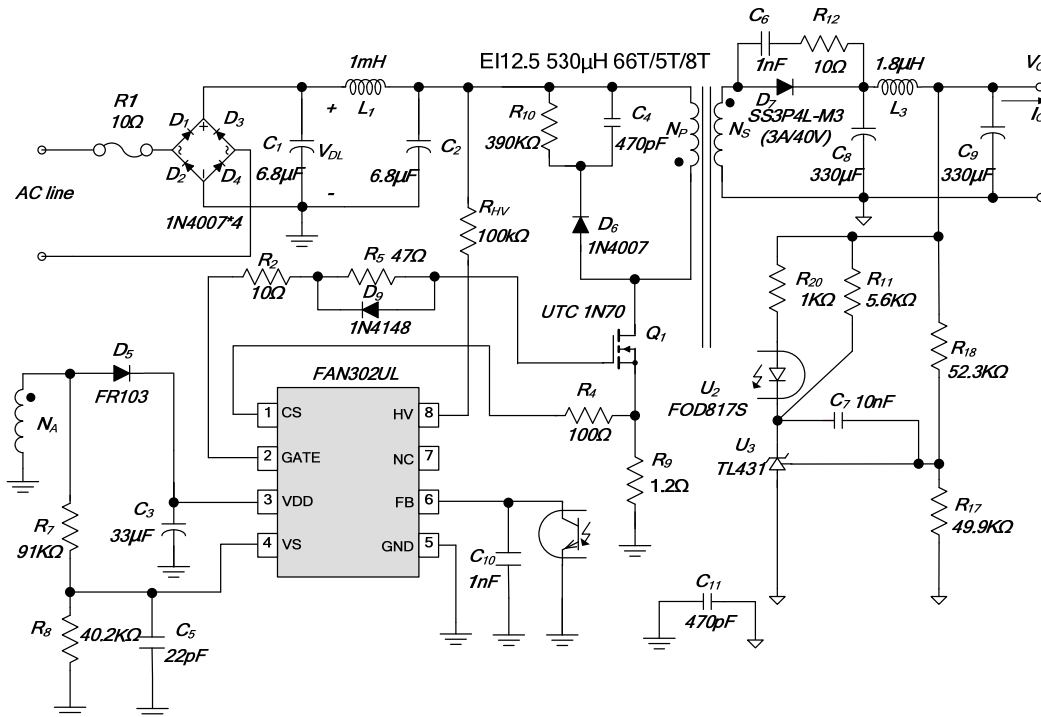 EI12.5 530µH 66T/5T/8T
C6
1nF
R12
10Ω
1mH
L1
1.8µH
L3
VO
IO
R1
10Ω
D1
D3
D2
D4
1N4007*4
AC line
+
VDL
-
C1
6.8µF
C2
6.8µF
R10
390KΩ
C4
470pF
NP
NS
D7
SS3P4L-M3
(3A/40V)
C8
330µF
C9
330µF
RHV
100kΩ
D6
1N4007
R2
10Ω
R5 47Ω
D9
1N4148
UTC 1N70
Q1
R20
1KΩ
R11
5.6KΩ
R18
52.3KΩ
D5
FR103
NA
FAN302UL
1 CS HV 8
2 GATE NC 7
3 VDD FB 6
4 VS GND 5
R4
100Ω
R9
1.2Ω
U2
FOD817S
C7 10nF
U3
TL431
R17
49.9KΩ
C3
33µF
R7
91KΩ
C10
1nF
C11
470pF
R8
40.2KΩ
C5
22pF